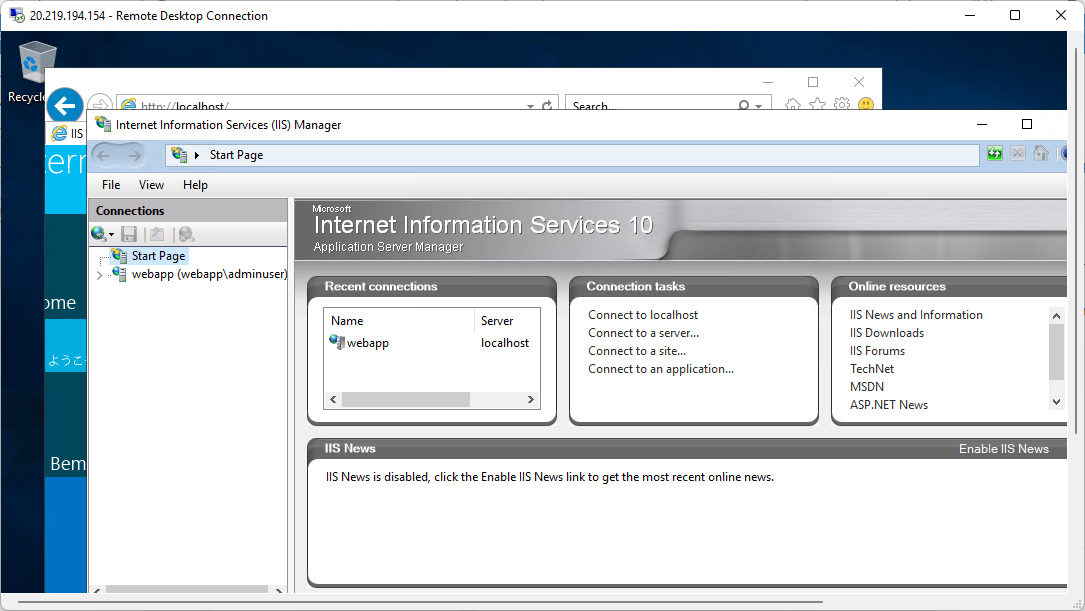 20.219.194.154 - Remote Desktop Connection
Recycle
http://localhost/
Search...
IIS
Internet Information Services (IIS) Manager
Start Page
File View Help
Connections
Start Page
webapp (webapp\adminuser)
Microsoft
Internet Information Services 10
Application Server Manager
Recent connections
Name Server
webapp localhost
Connection tasks
Connect to localhost
Connect to a server...
Connect to a site...
Connect to an application...
Online resources
IIS News and Information
IIS Downloads
IIS Forums
TechNet
MSDN
ASP.NET News
IIS News
Enable IIS News
IIS News is disabled, click the Enable IIS News link to get the most recent online news.
ome
ようこ
Bem